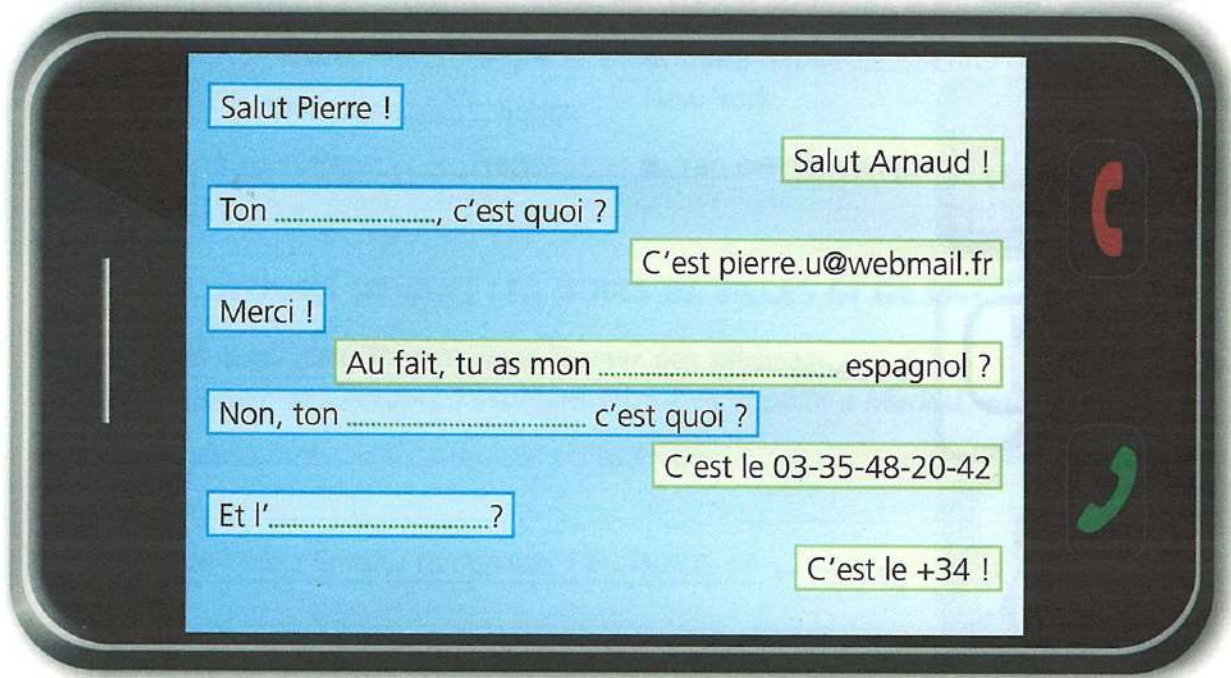 Salut Pierre !
Salut Arnaud !
Ton ........................, c'est quoi ?
C'est pierre.u@webmail.fr
Merci !
Au fait, tu as mon ................................... espagnol ?
Non, ton ................................... c'est quoi ?
C'est le 03-35-48-20-42
Et l'................................?
C'est le +34 !